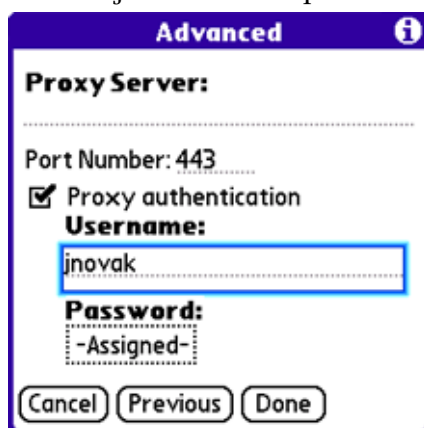 Advanced
Proxy Server:
Port Number: 443
Proxy authentication
Username:
jnovak
Password:
-Assigned-
Cancel Previous Done